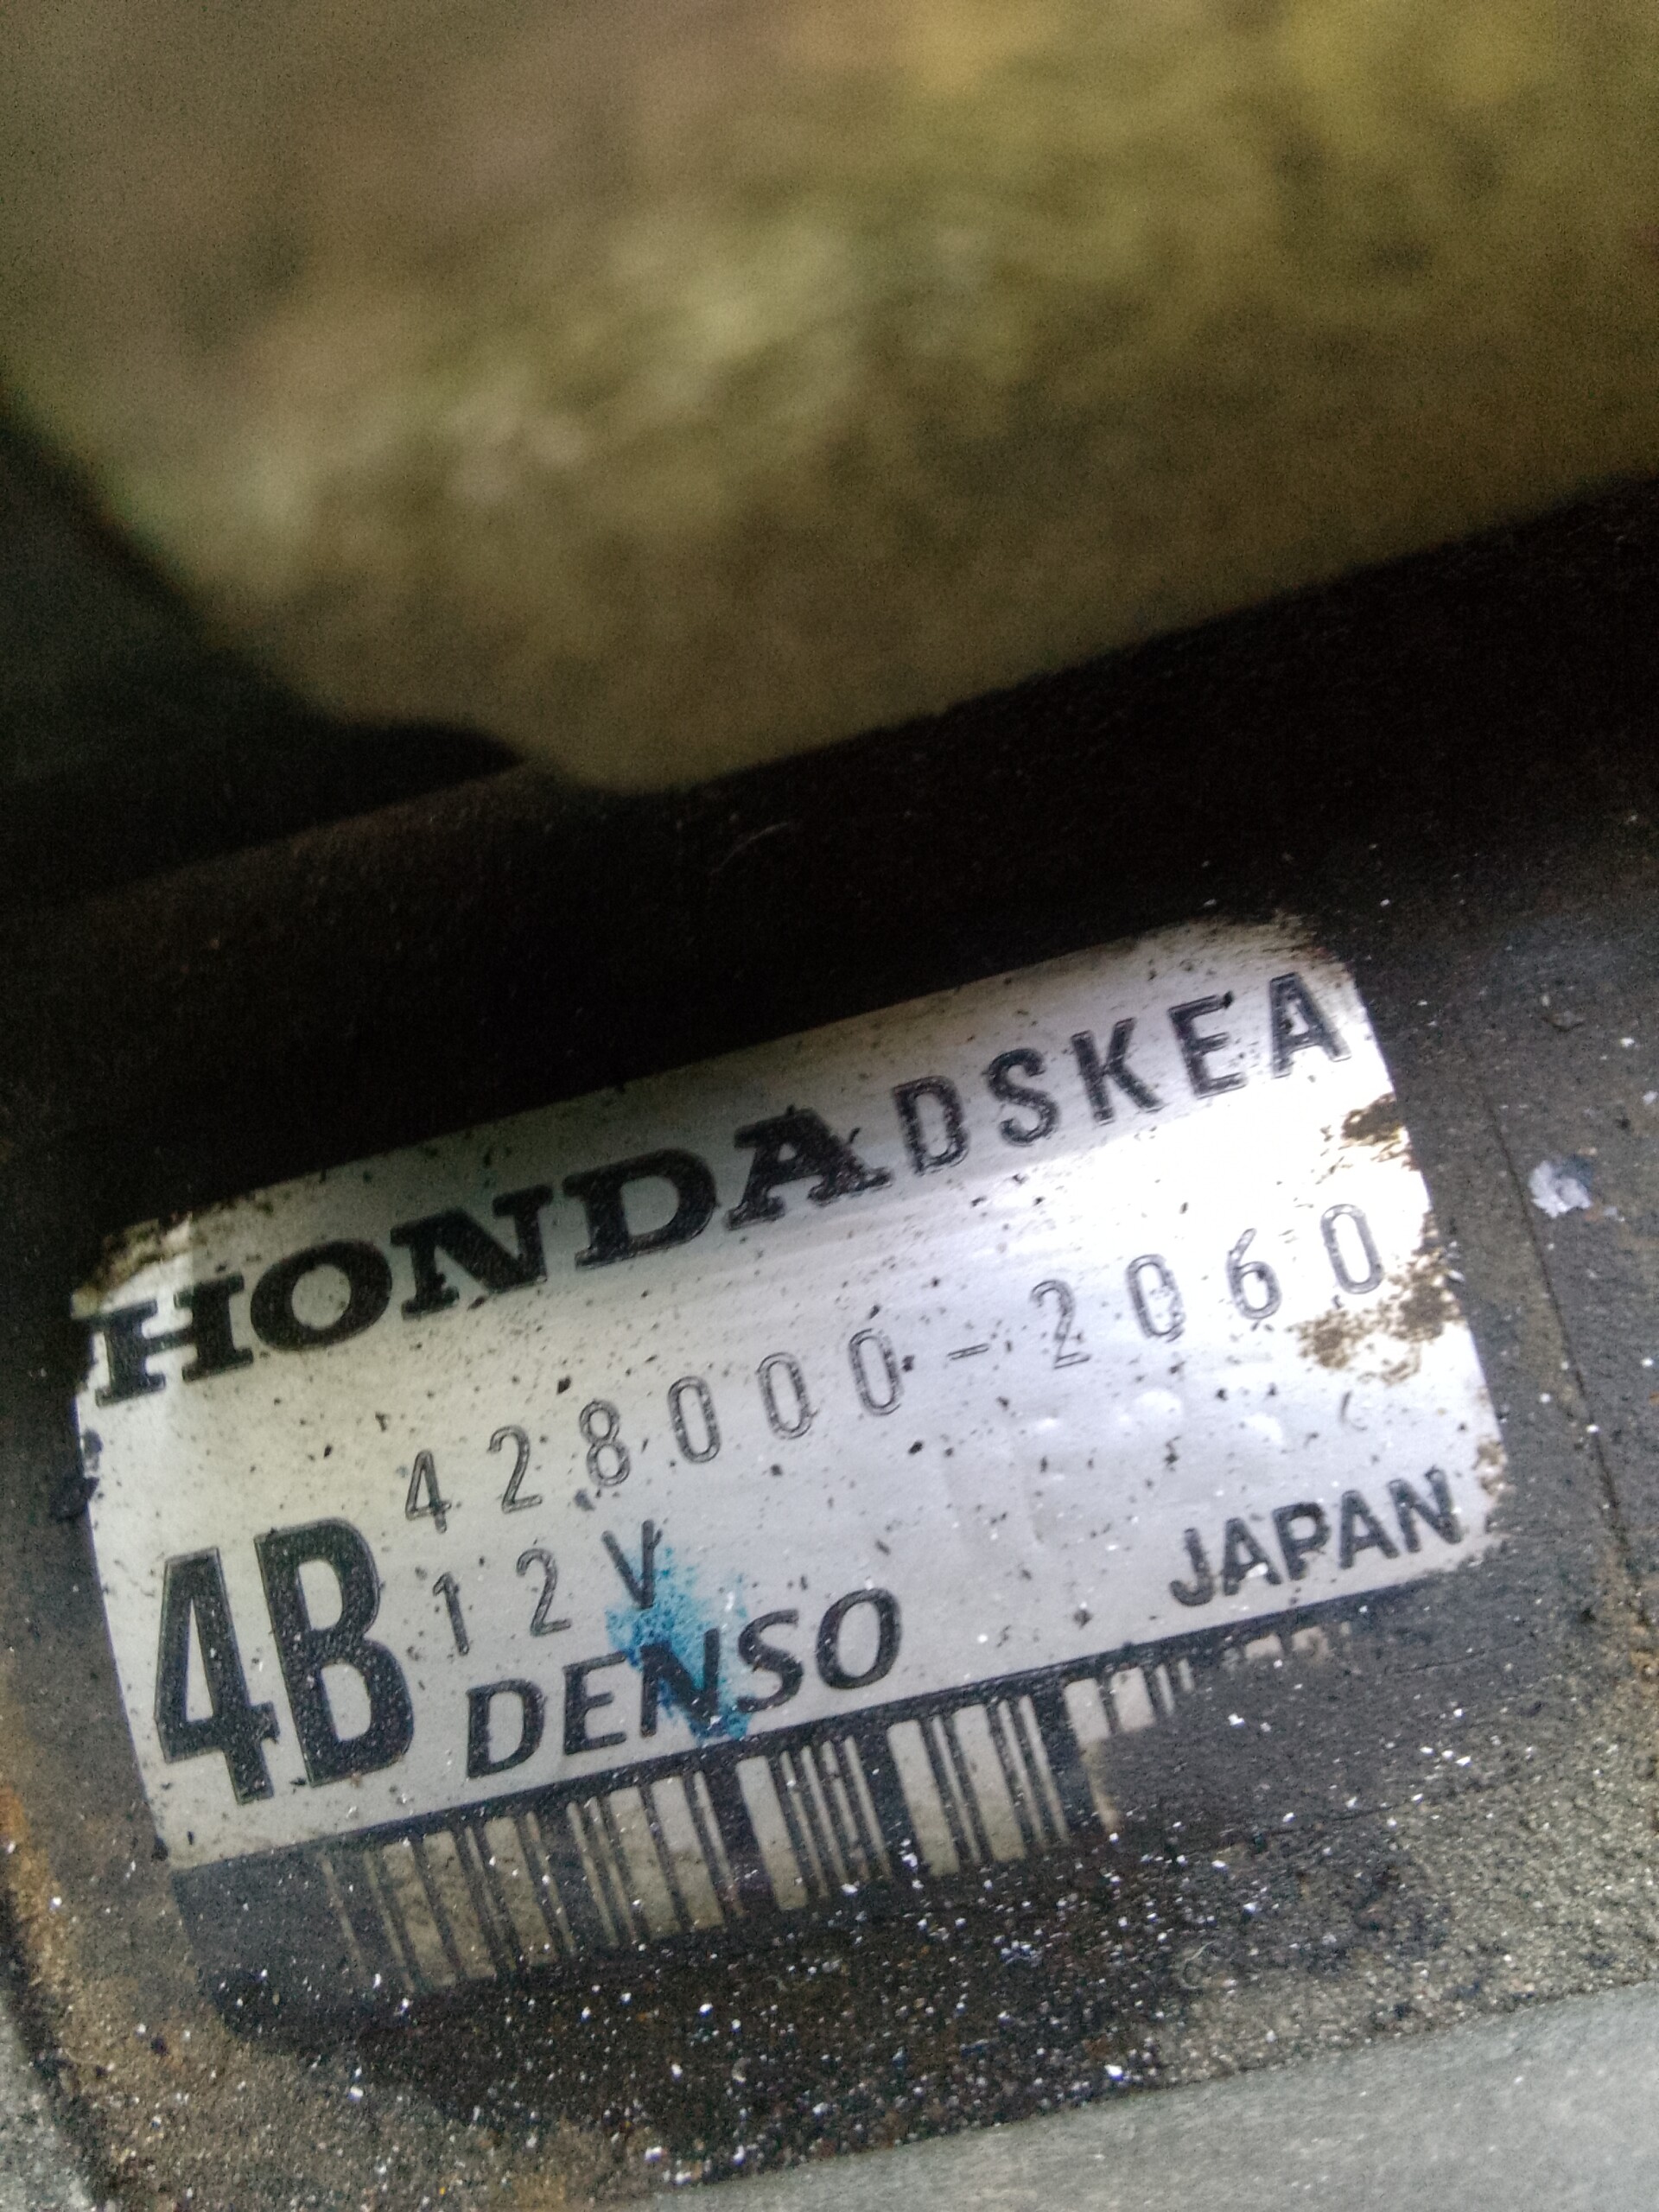 HONDA DSKEA
428000-2060
4B 12V
DENSO JAPAN